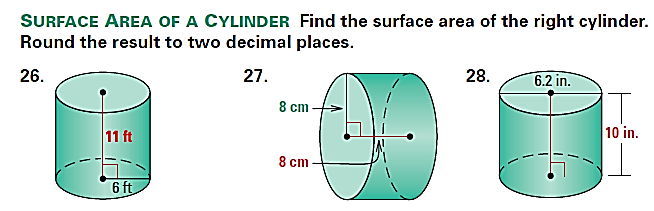 SURFACE AREA OF A CYLINDER Find the surface area of the right cylinder.
Round the result to two decimal places.
26. 27. 28.
11 ft
6 ft
8 cm
8 cm
6.2 in.
10 in.